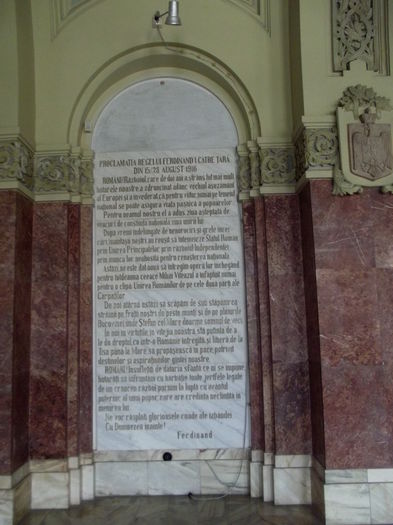 PROCLAMAȚIA REGELUI FERDINAND I CĂTRE ȚARĂ
DIN 15/28 AUGUST 1916
ROMÂNI! Războiul, care de doi ani a strîns tot mai mult
hotarele noastre, a zdruncinat adânc vechiul așezământ
al Europei și a învederat, că pentru viitor, numai pe temeiul
național se poate asigura viața pașnică a popoarelor.
Pentru neamul nostru el a adus ziua așteptată de
veacuri de conștiința națională, ziua unirii lui.
După vremi îndelungate de nenorociri și grele încer-
cări, înaintașii noștri au reușit să întemeieze Statul Român
prin Unirea Principatelor, prin răsboiul Independenței,
prin munca lor neobosită pentru renașterea națională.
Astăzi, ne este dat nouă să întregim opera lor închegând
pentru totdeauna ceeace Mihai Viteazul a înfăptuit numai
pentru o clipă: Unirea Românilor de pe cele două părți ale
Carpaților.
De noi atârnă astăzi să scăpăm de sub stăpânirea
străină pe frații noștri de peste munți și de pe plaiurile
Bucovinei, unde Ștefan cel Mare doarme somnul de veci.
În noi, în virtuțile, în vitejia noastră, stă putința de a
le da dreptul, ca într-o Românie întregită și liberă, de la
Tisa până la Mare, să propășească în pace, potrivit
destinelor și aspirațiunilor gintei noastre.
ROMÂNI! Însuflețiți de datoria sfântă ce ni se impune
hotărâți să înfruntăm cu bărbăție toate jertfele legate
de un crâncen război, pornim la luptă cu avântul
puternic al unui popor, care are credința neclintită în
menirea lui.
Ne vor răsplăti glorioasele roade ale izbândei.
Cu Dumnezeu înainte!
Ferdinand